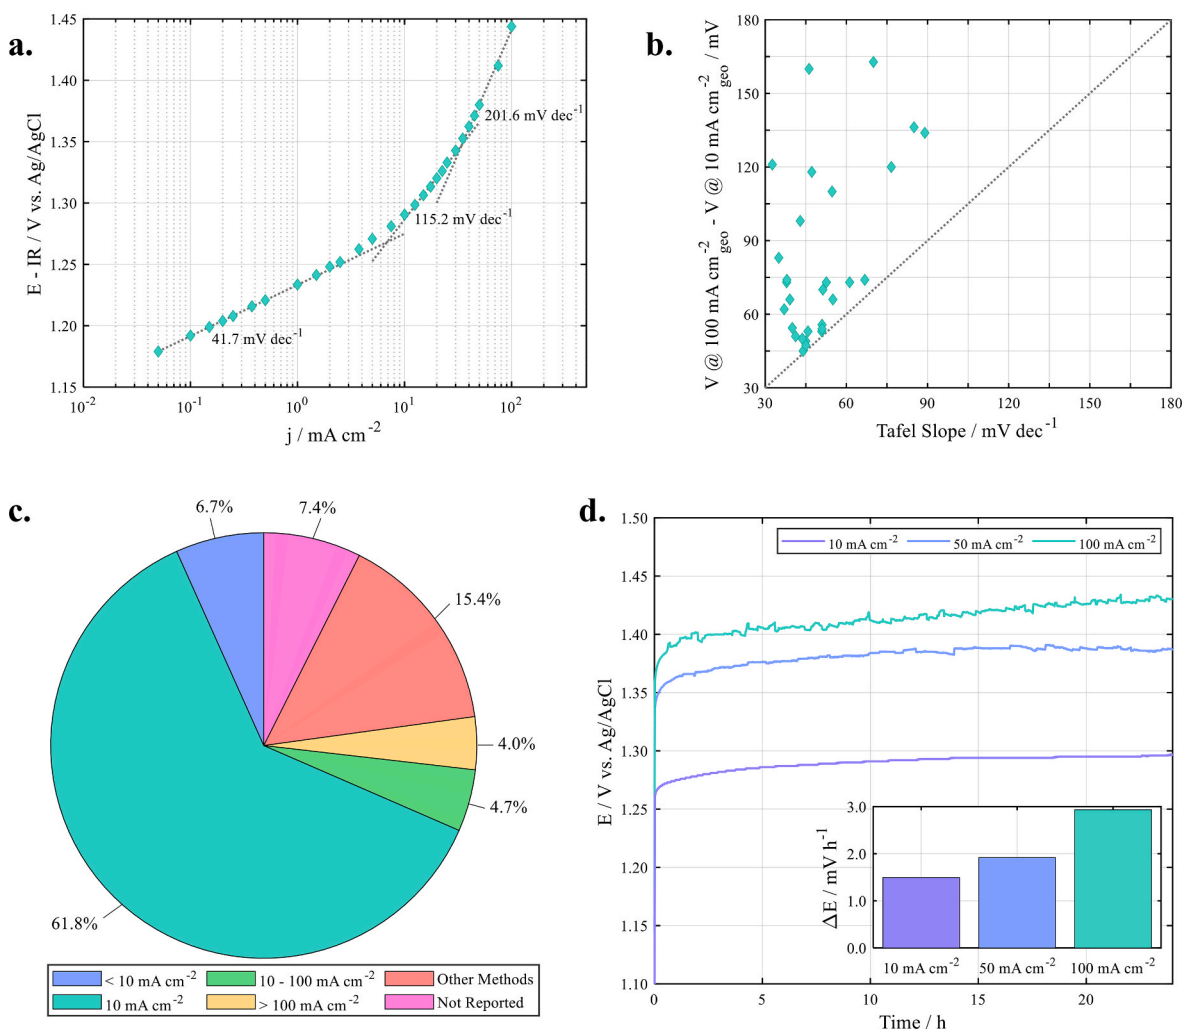 a.
1.45
1.40
1.35
1.30
1.25
1.20
1.15
E - IR / V vs. Ag/AgCl
201.6 mV dec⁻¹
115.2 mV dec⁻¹
41.7 mV dec⁻¹
10⁻² 10⁻¹ 10⁰ 10¹ 10²
j / mA cm⁻²
b.
180
150
120
90
60
30
V @ 100 mA cm⁻²geo - V @ 10 mA cm⁻²geo / mV
30 60 90 120 150 180
Tafel Slope / mV dec⁻¹
c.
6.7%
7.4%
15.4%
4.0%
4.7%
61.8%
< 10 mA cm⁻² 10 - 100 mA cm⁻² Other Methods
10 mA cm⁻² > 100 mA cm⁻² Not Reported
d.
1.50
1.45
1.40
1.35
1.30
1.25
1.20
1.15
1.10
E / V vs. Ag/AgCl
10 mA cm⁻² 50 mA cm⁻² 100 mA cm⁻²
3.0
2.0
1.0
0.0
ΔE / mV h⁻¹
10 mA cm⁻² 50 mA cm⁻² 100 mA cm⁻²
0 5 10 15 20
Time / h